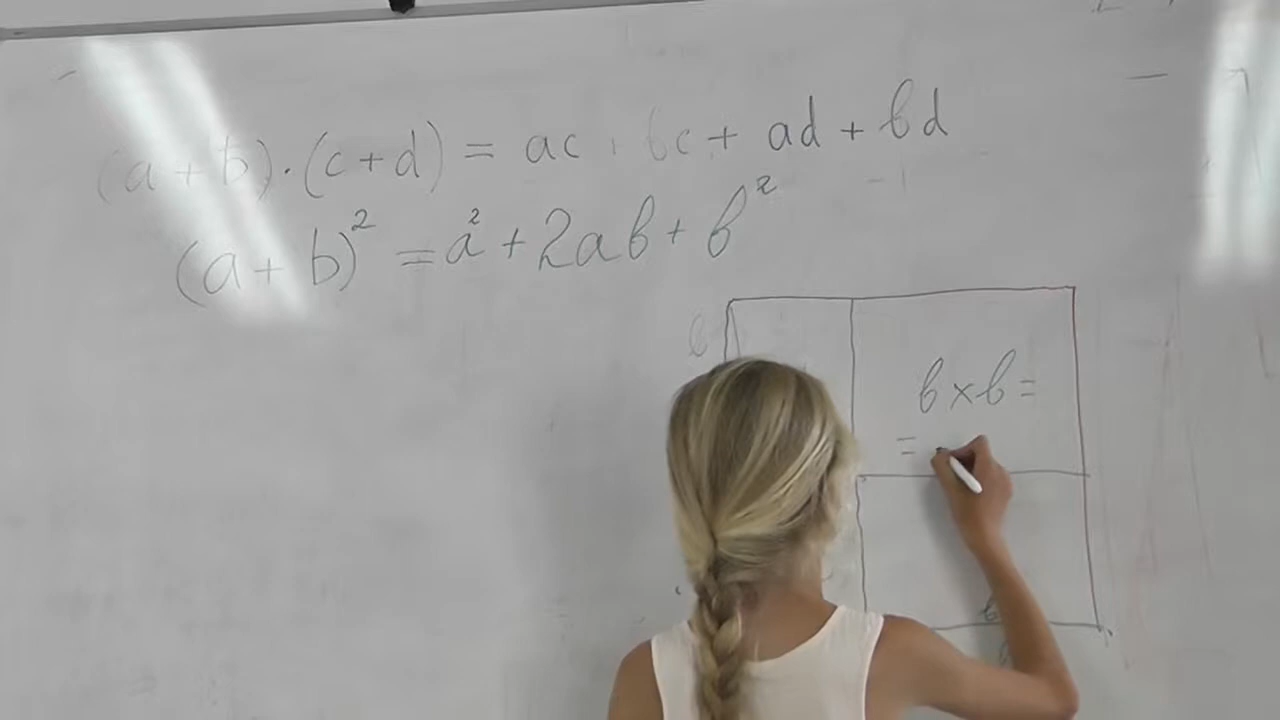 (a + b) · (c + d) = ac + bc + ad + bd
(a + b)² = a² + 2ab + b²
b
b × b =
=
b